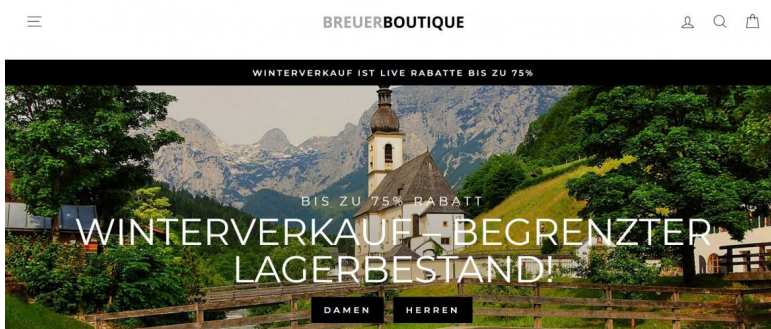 BREUERBOUTIQUE
WINTERVERKAUF IST LIVE RABATTE BIS ZU 75%
BIS ZU 75% RABATT
WINTERVERKAUF – BEGRENZTER
LAGERBESTAND!
DAMEN HERREN